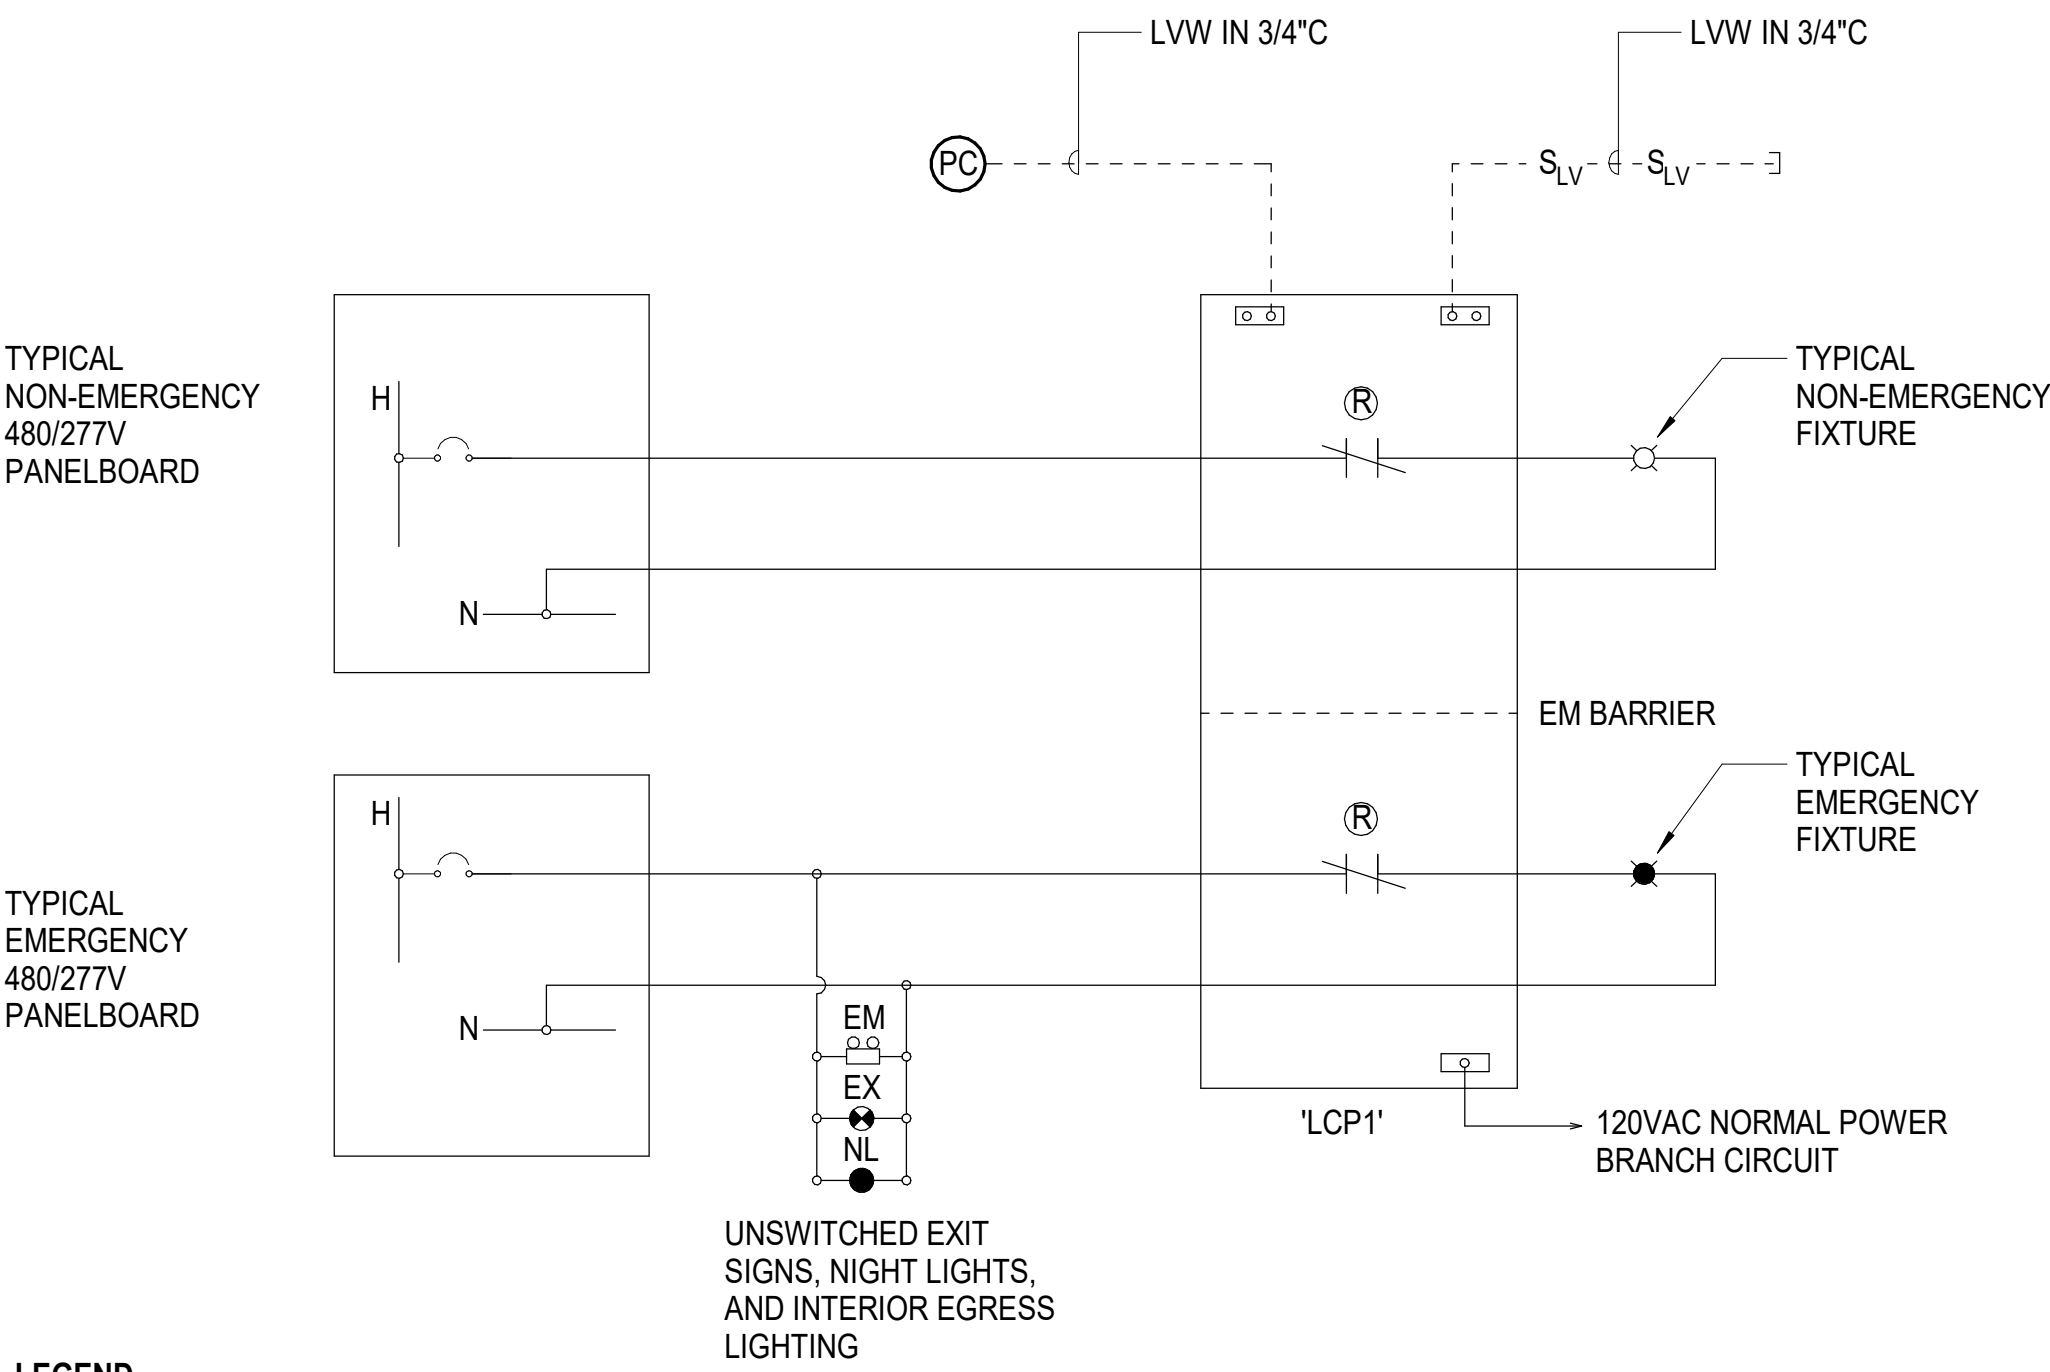 LVW IN 3/4"C
LVW IN 3/4"C
PC
SLV
SLV
TYPICAL
NON-EMERGENCY
480/277V
PANELBOARD
H
N
R
TYPICAL
NON-EMERGENCY
FIXTURE
EM BARRIER
TYPICAL
EMERGENCY
FIXTURE
TYPICAL
EMERGENCY
480/277V
PANELBOARD
H
N
R
EM
EX
NL
'LCP1'
120VAC NORMAL POWER
BRANCH CIRCUIT
UNSWITCHED EXIT
SIGNS, NIGHT LIGHTS,
AND INTERIOR EGRESS
LIGHTING
LEGEND